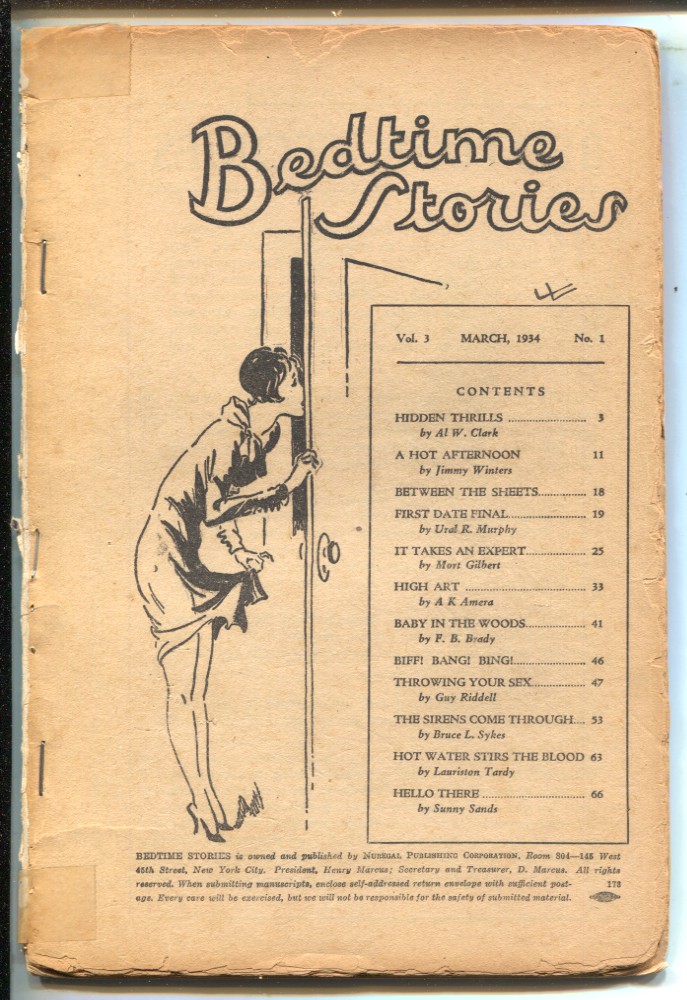 Bedtime
Stories
Vol. 3 MARCH, 1934 No. 1
CONTENTS
HIDDEN THRILLS ........................ 3
by Al W. Clark
A HOT AFTERNOON 11
by Jimmy Winters
BETWEEN THE SHEETS............... 18
FIRST DATE FINAL........................ 19
by Ural R. Murphy
IT TAKES AN EXPERT.................. 25
by Mort Gilbert
HIGH ART .................................... 33
by A K Amera
BABY IN THE WOODS.................. 41
by F. B. Brady
BIFF! BANG! BING!...................... 46
THROWING YOUR SEX................ 47
by Guy Riddell
THE SIRENS COME THROUGH.... 53
by Bruce L. Sykes
HOT WATER STIRS THE BLOOD 63
by Lauriston Tardy
HELLO THERE ............................... 66
by Sunny Sands
BEDTIME STORIES is owned and published by NUREGAL PUBLISHING CORPORATION, Room 804—145 West
45th Street, New York City. President, Henry Marcus; Secretary and Treasurer, D. Marcus. All rights
reserved. When submitting manuscripts, enclose self-addressed return envelope with sufficient post-
age. Every care will be exercised, but we will not be responsible for the safety of submitted material.
173